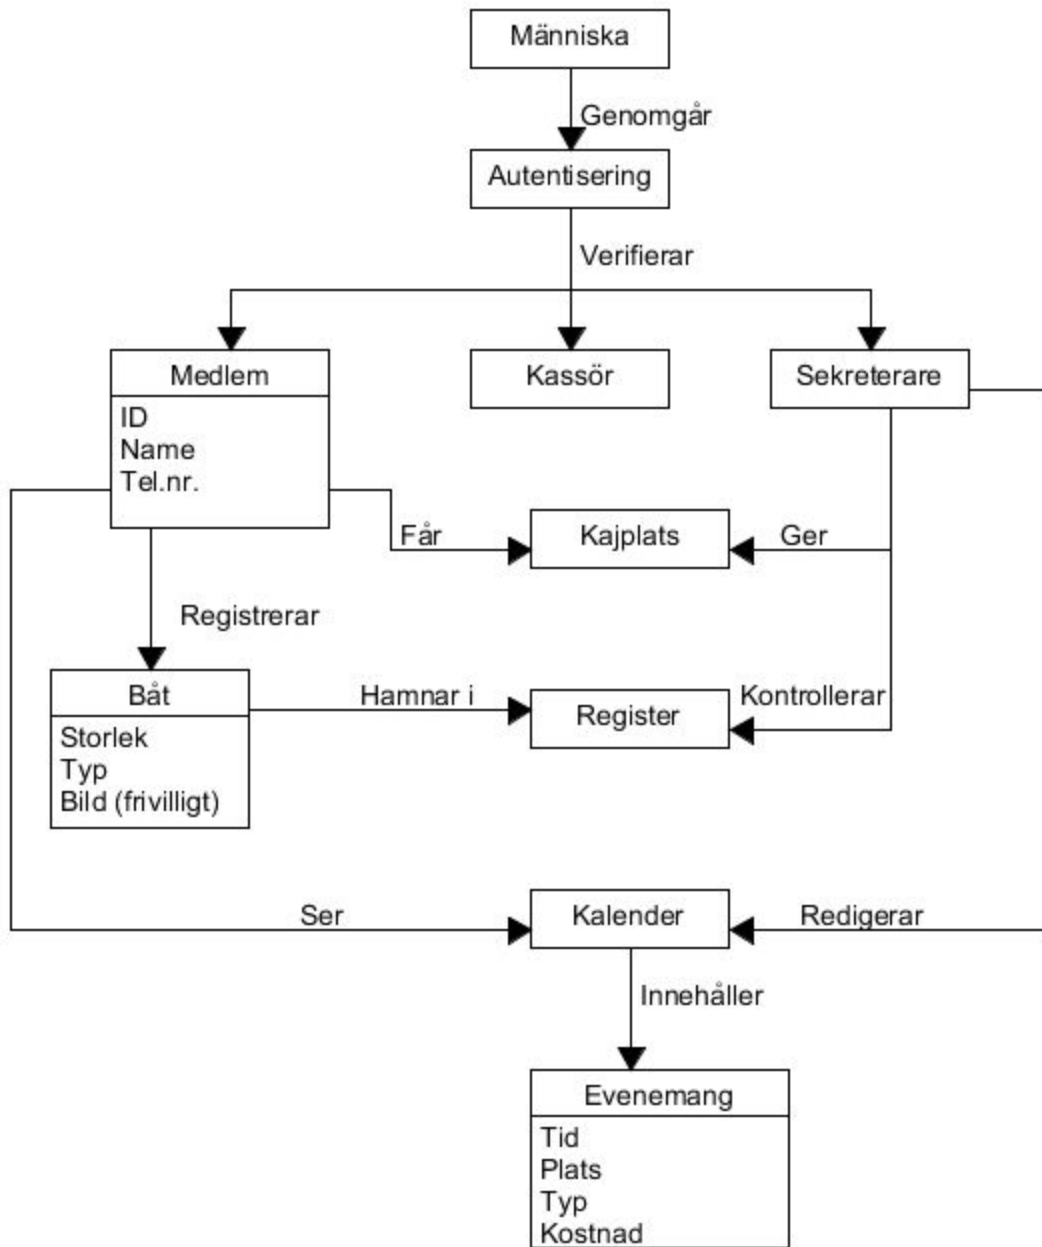 Människa
Genomgår
Autentisering
Verifierar
Medlem
ID
Name
Tel.nr.
Kassör
Sekreterare
Får
Kajplats
Ger
Registrerar
Båt
Storlek
Typ
Bild (frivilligt)
Hamnar i
Register
Kontrollerar
Ser
Kalender
Redigerar
Innehåller
Evenemang
Tid
Plats
Typ
Kostnad